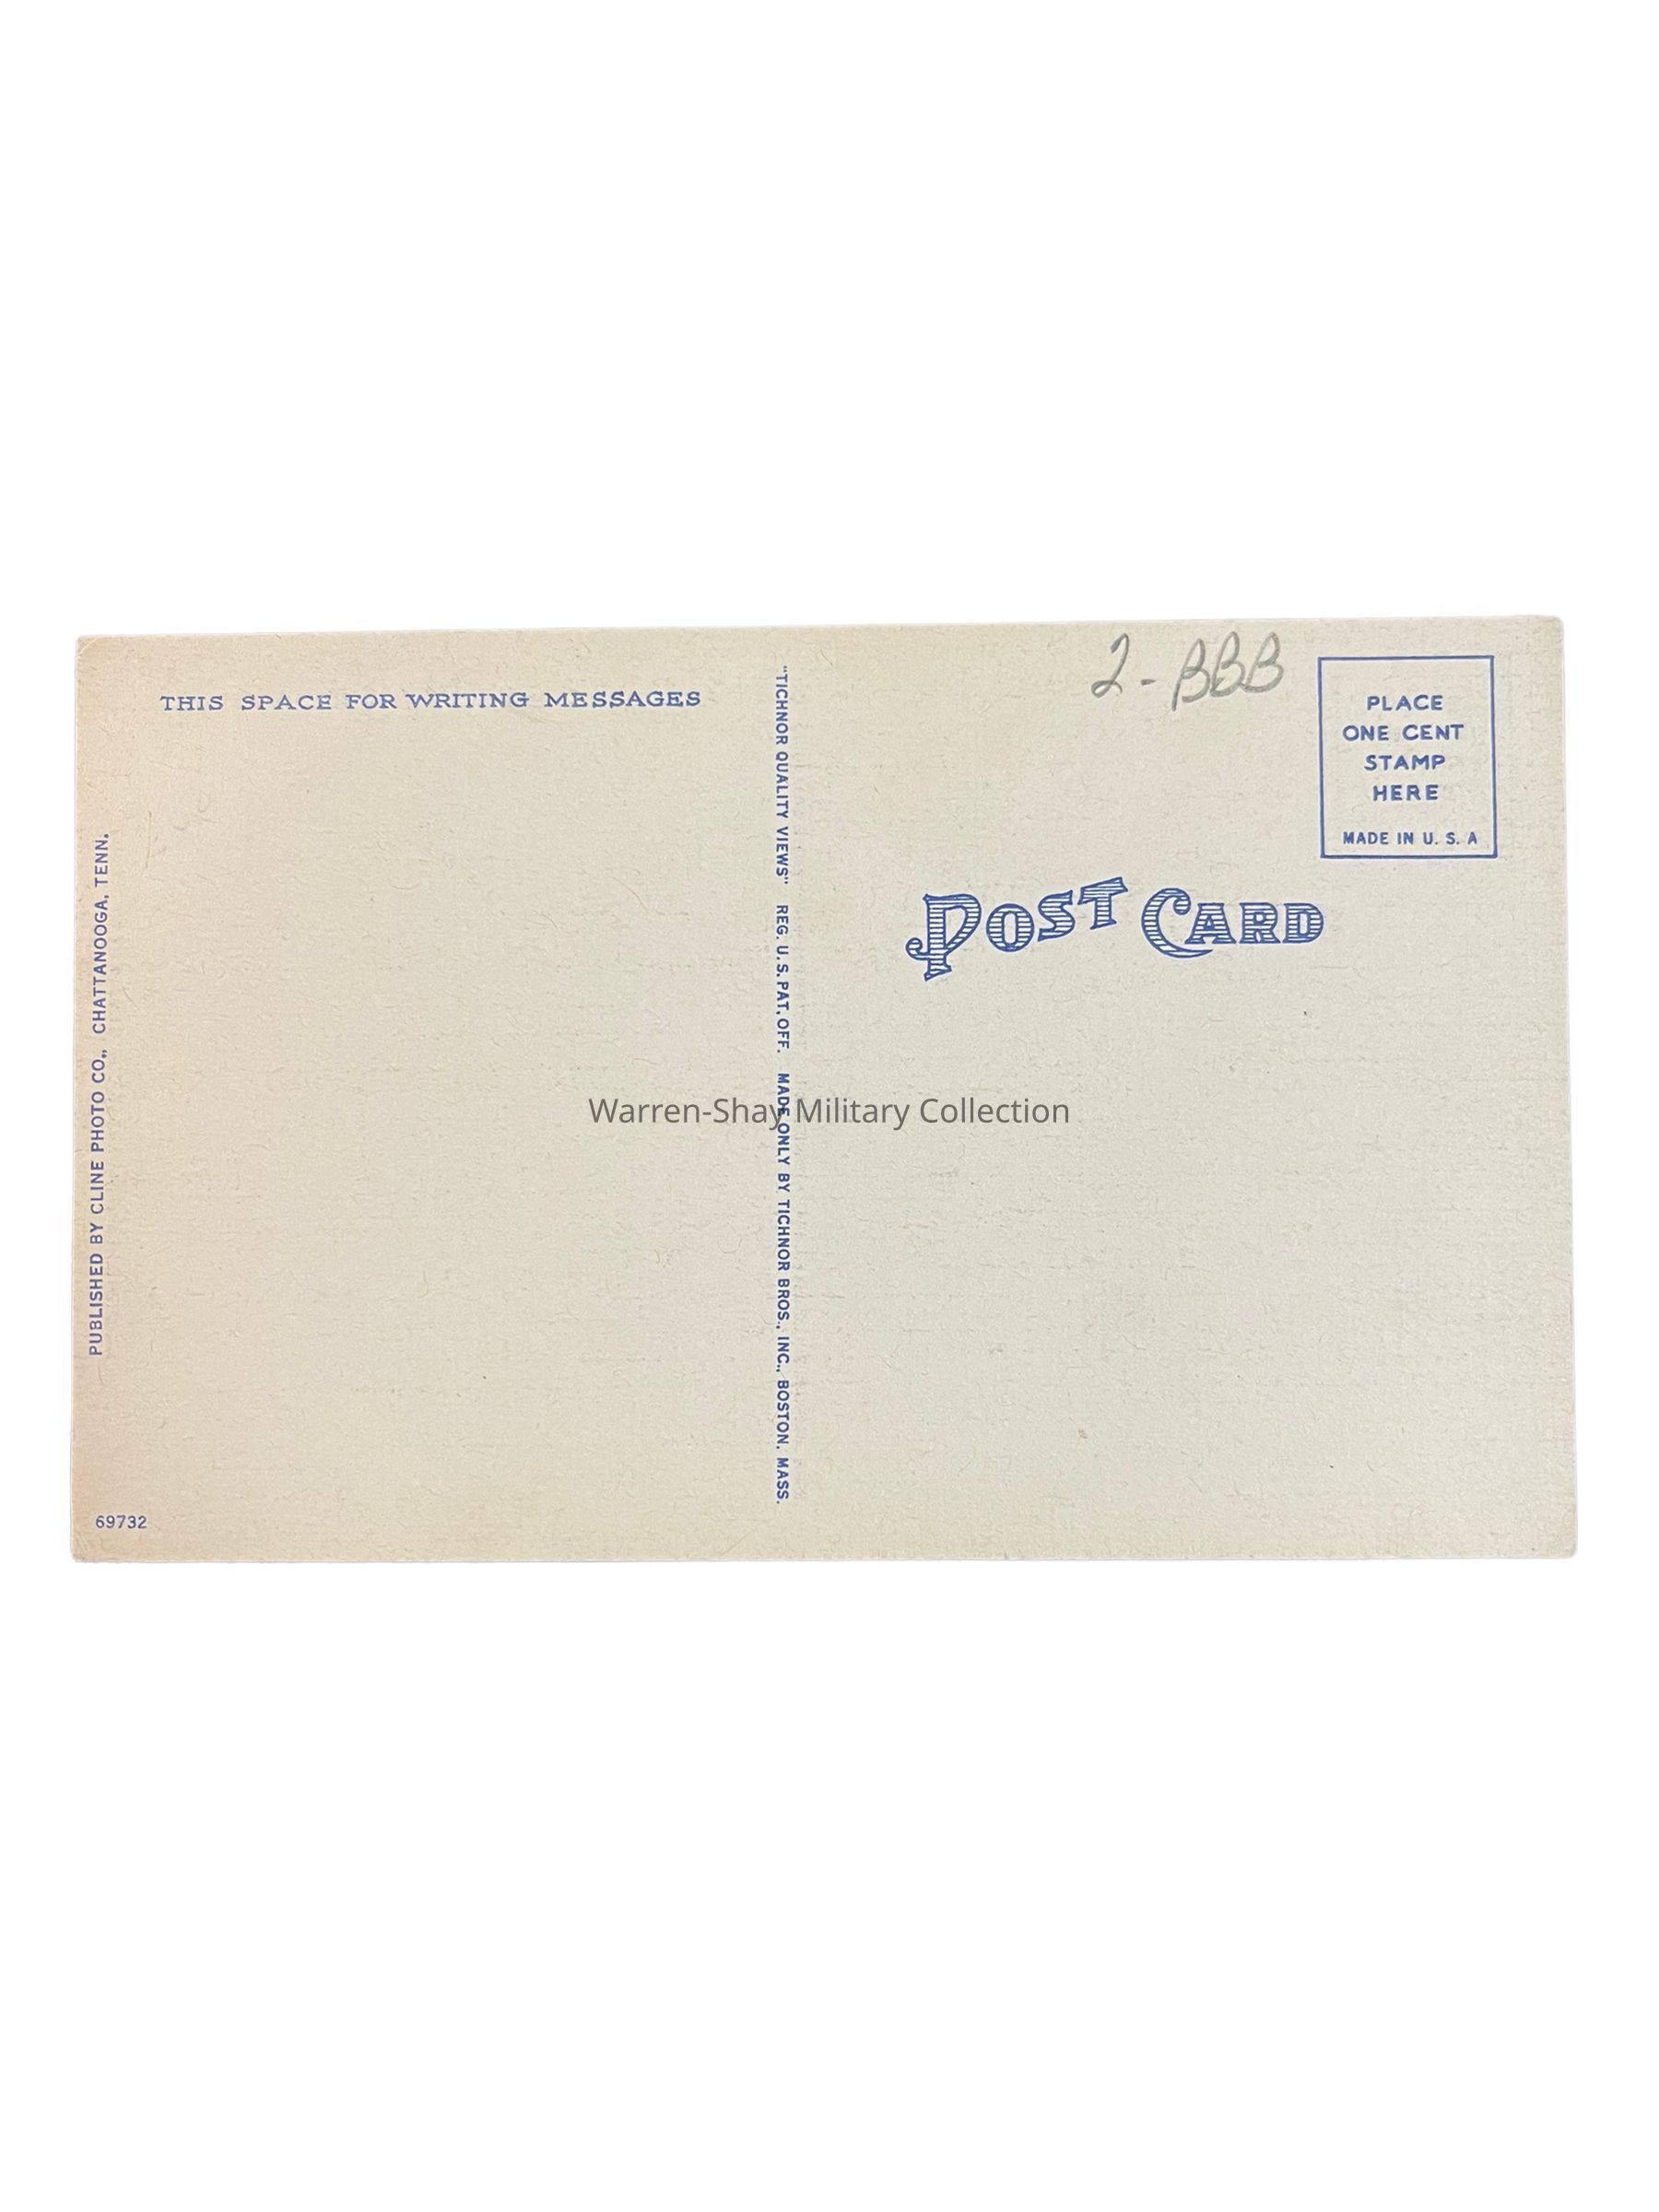 2-BBB
THIS SPACE FOR WRITING MESSAGES
PLACE
ONE CENT
STAMP
HERE
MADE IN U. S. A
POST CARD
"TICHNOR QUALITY VIEWS" REG. U. S. PAT. OFF. MADE ONLY BY TICHNOR BROS., INC., BOSTON. MASS.
PUBLISHED BY CLINE PHOTO CO., CHATTANOOGA, TENN.
Warren-Shay Military Collection
69732